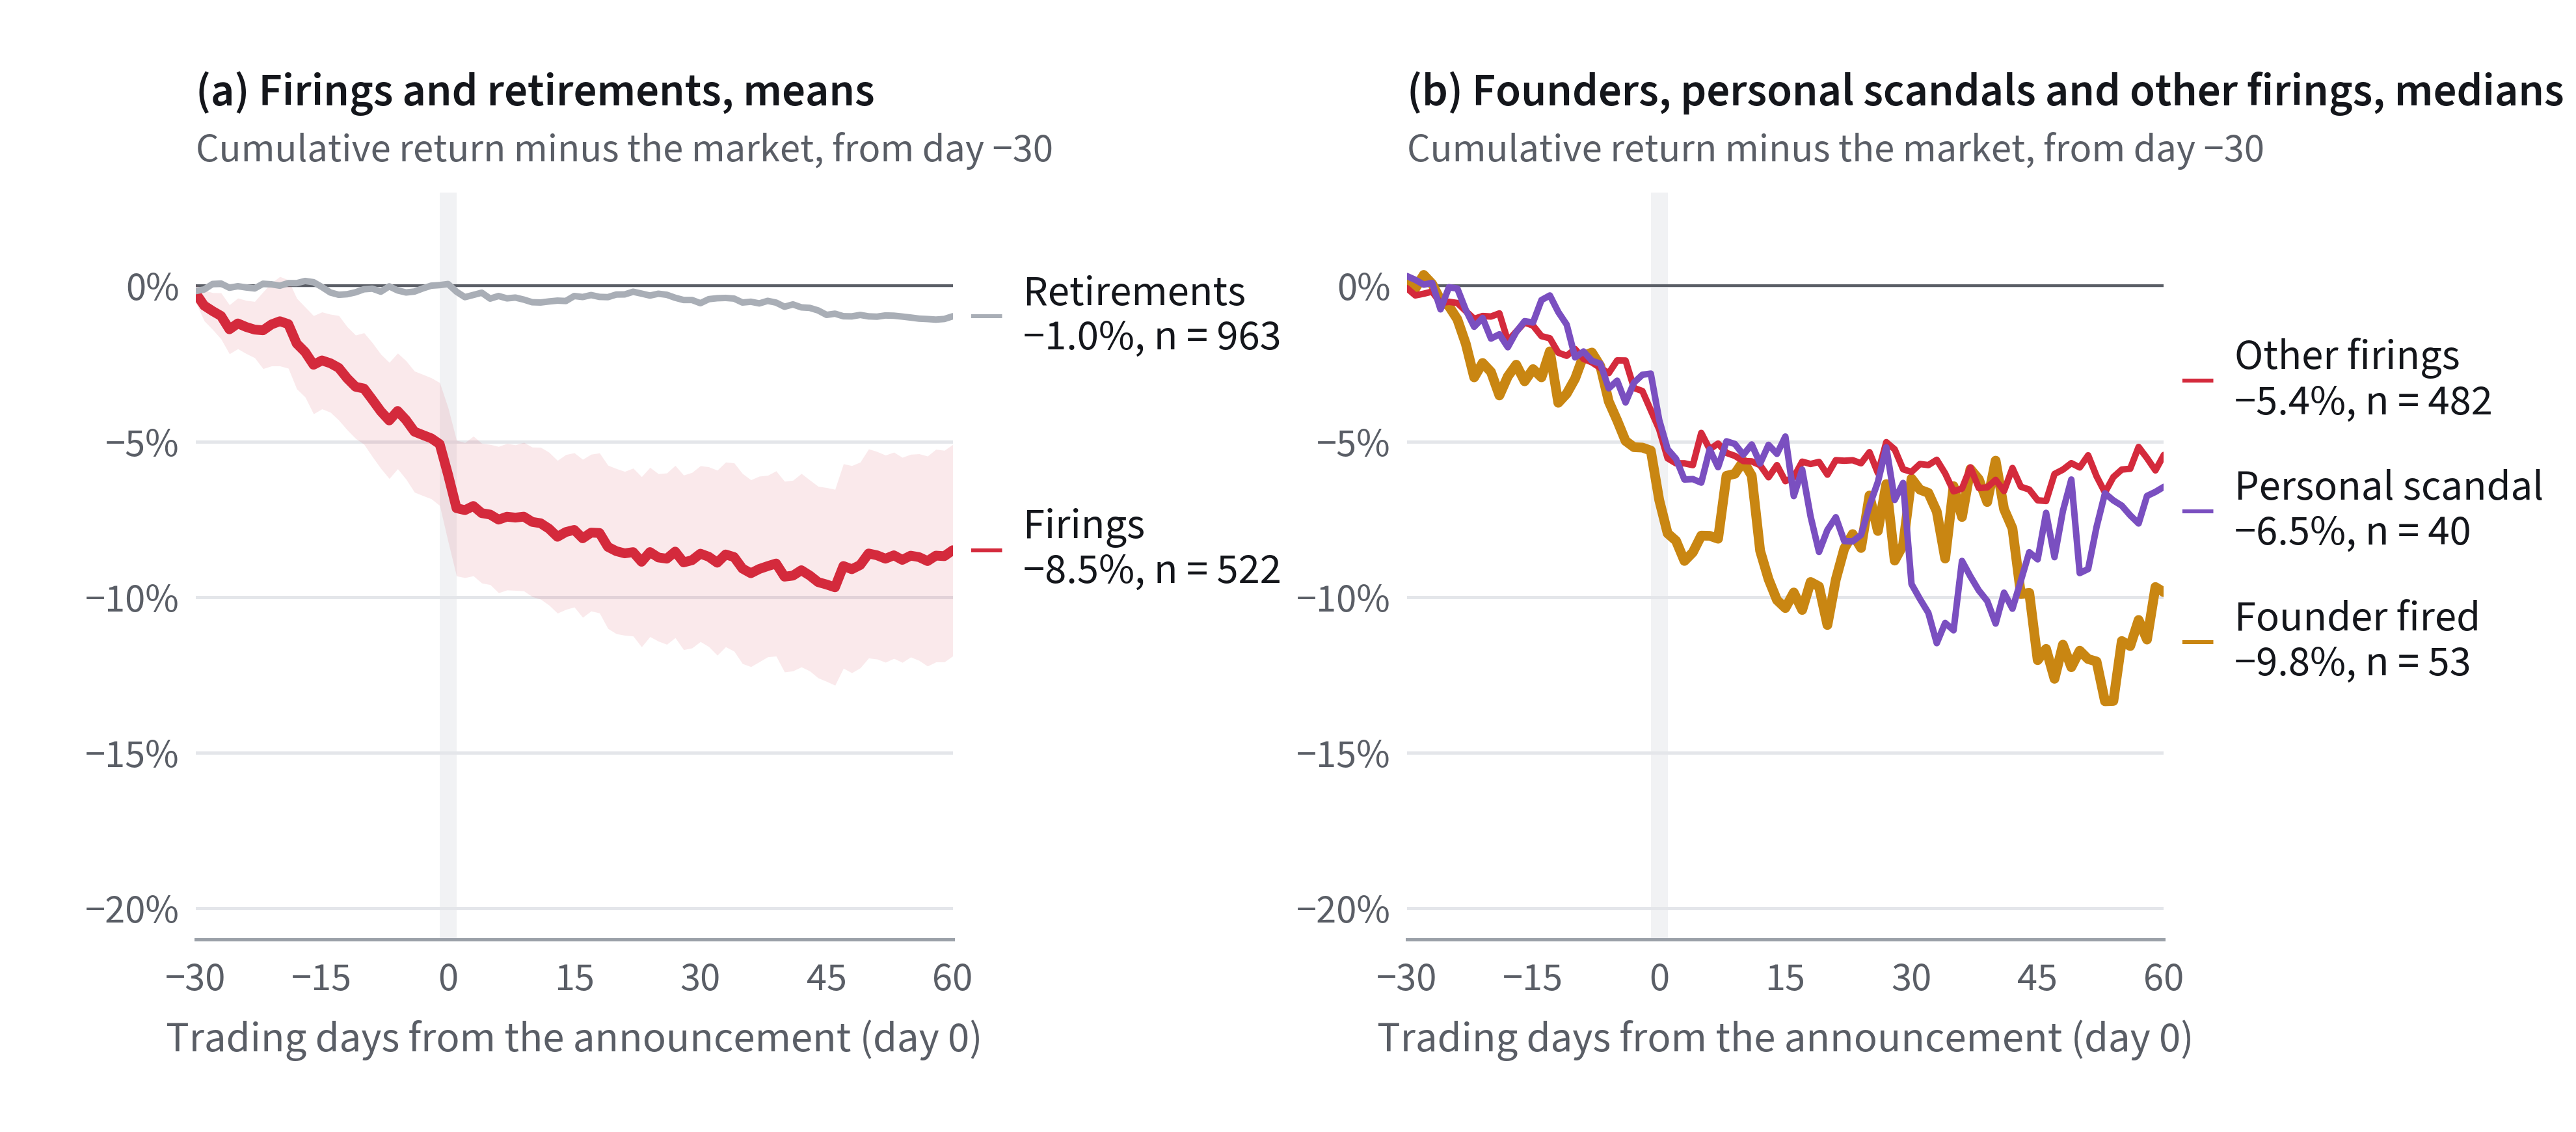 (a) Firings and retirements, means
Cumulative return minus the market, from day −30
0%
−5%
−10%
−15%
−20%
Retirements
−1.0%, n = 963
Firings
−8.5%, n = 522
−30 −15 0 15 30 45 60
Trading days from the announcement (day 0)
(b) Founders, personal scandals and other firings, medians
Cumulative return minus the market, from day −30
0%
−5%
−10%
−15%
−20%
Other firings
−5.4%, n = 482
Personal scandal
−6.5%, n = 40
Founder fired
−9.8%, n = 53
−30 −15 0 15 30 45 60
Trading days from the announcement (day 0)